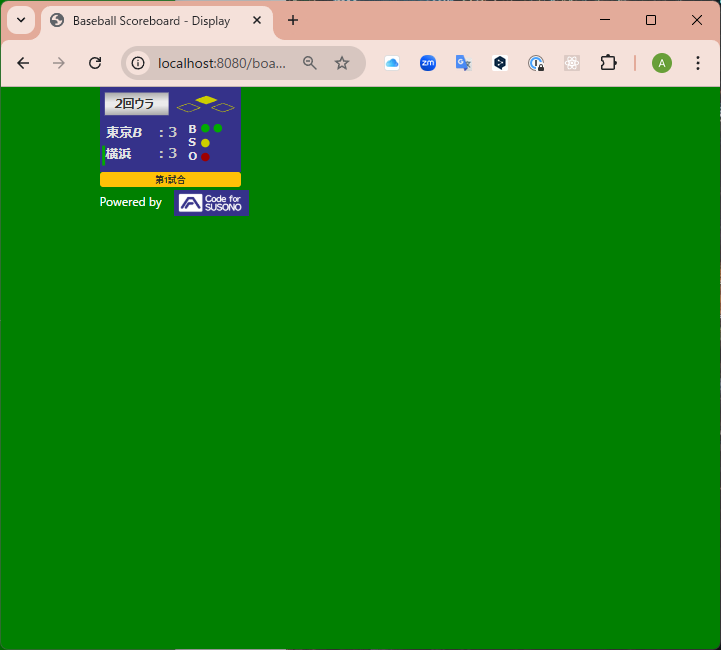 Baseball Scoreboard - Display
localhost:8080/boa...
zm
G
A
2回ウラ
東京B : 3
横浜 : 3
B
S
O
第1試合
Powered by
Code for
SUSONO